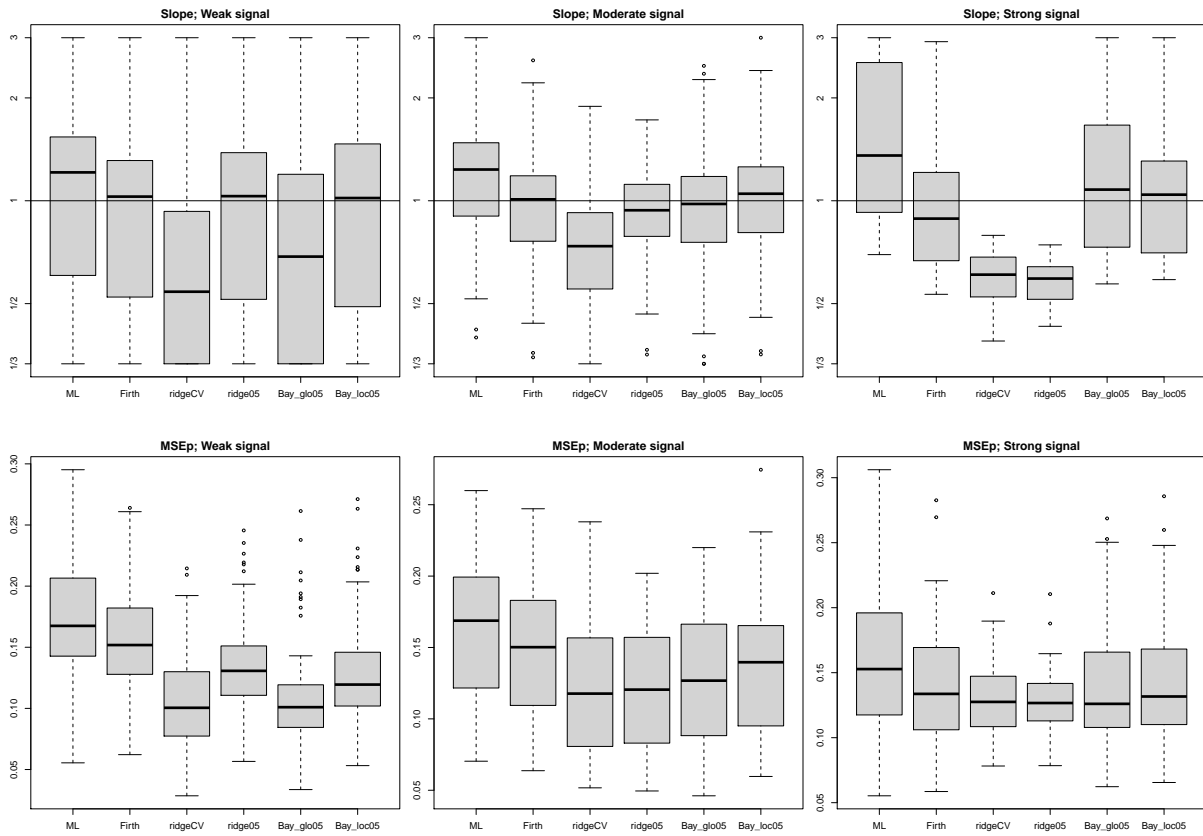 Slope; Weak signal
3
2
1
1/2
1/3
ML Firth ridgeCV ridge05 Bay_glo05 Bay_loc05
Slope; Moderate signal
3
2
1
1/2
1/3
ML Firth ridgeCV ridge05 Bay_glo05 Bay_loc05
Slope; Strong signal
3
2
1
1/2
1/3
ML Firth ridgeCV ridge05 Bay_glo05 Bay_loc05
MSEp; Weak signal
0.30
0.25
0.20
0.15
0.10
0.05
ML Firth ridgeCV ridge05 Bay_glo05 Bay_loc05
MSEp; Moderate signal
0.25
0.20
0.15
0.10
0.05
ML Firth ridgeCV ridge05 Bay_glo05 Bay_loc05
MSEp; Strong signal
0.30
0.25
0.20
0.15
0.10
0.05
ML Firth ridgeCV ridge05 Bay_glo05 Bay_loc05